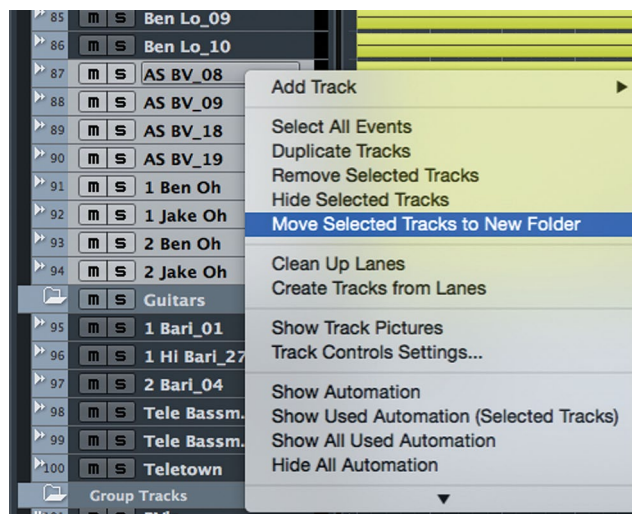 85 m S Ben Lo_09
86 m S Ben Lo_10
87 m S AS BV_08
88 m S AS BV_09
89 m S AS BV_18
90 m S AS BV_19
91 m S 1 Ben Oh
92 m S 1 Jake Oh
93 m S 2 Ben Oh
94 m S 2 Jake Oh
m S Guitars
95 m S 1 Bari_01
96 m S 1 Hi Bari_27
97 m S 2 Bari_04
98 m S Tele Bassm.
99 m S Tele Bassm.
100 m S Teletown
Group Tracks
Add Track
Select All Events
Duplicate Tracks
Remove Selected Tracks
Hide Selected Tracks
Move Selected Tracks to New Folder
Clean Up Lanes
Create Tracks from Lanes
Show Track Pictures
Track Controls Settings...
Show Automation
Show Used Automation (Selected Tracks)
Show All Used Automation
Hide All Automation